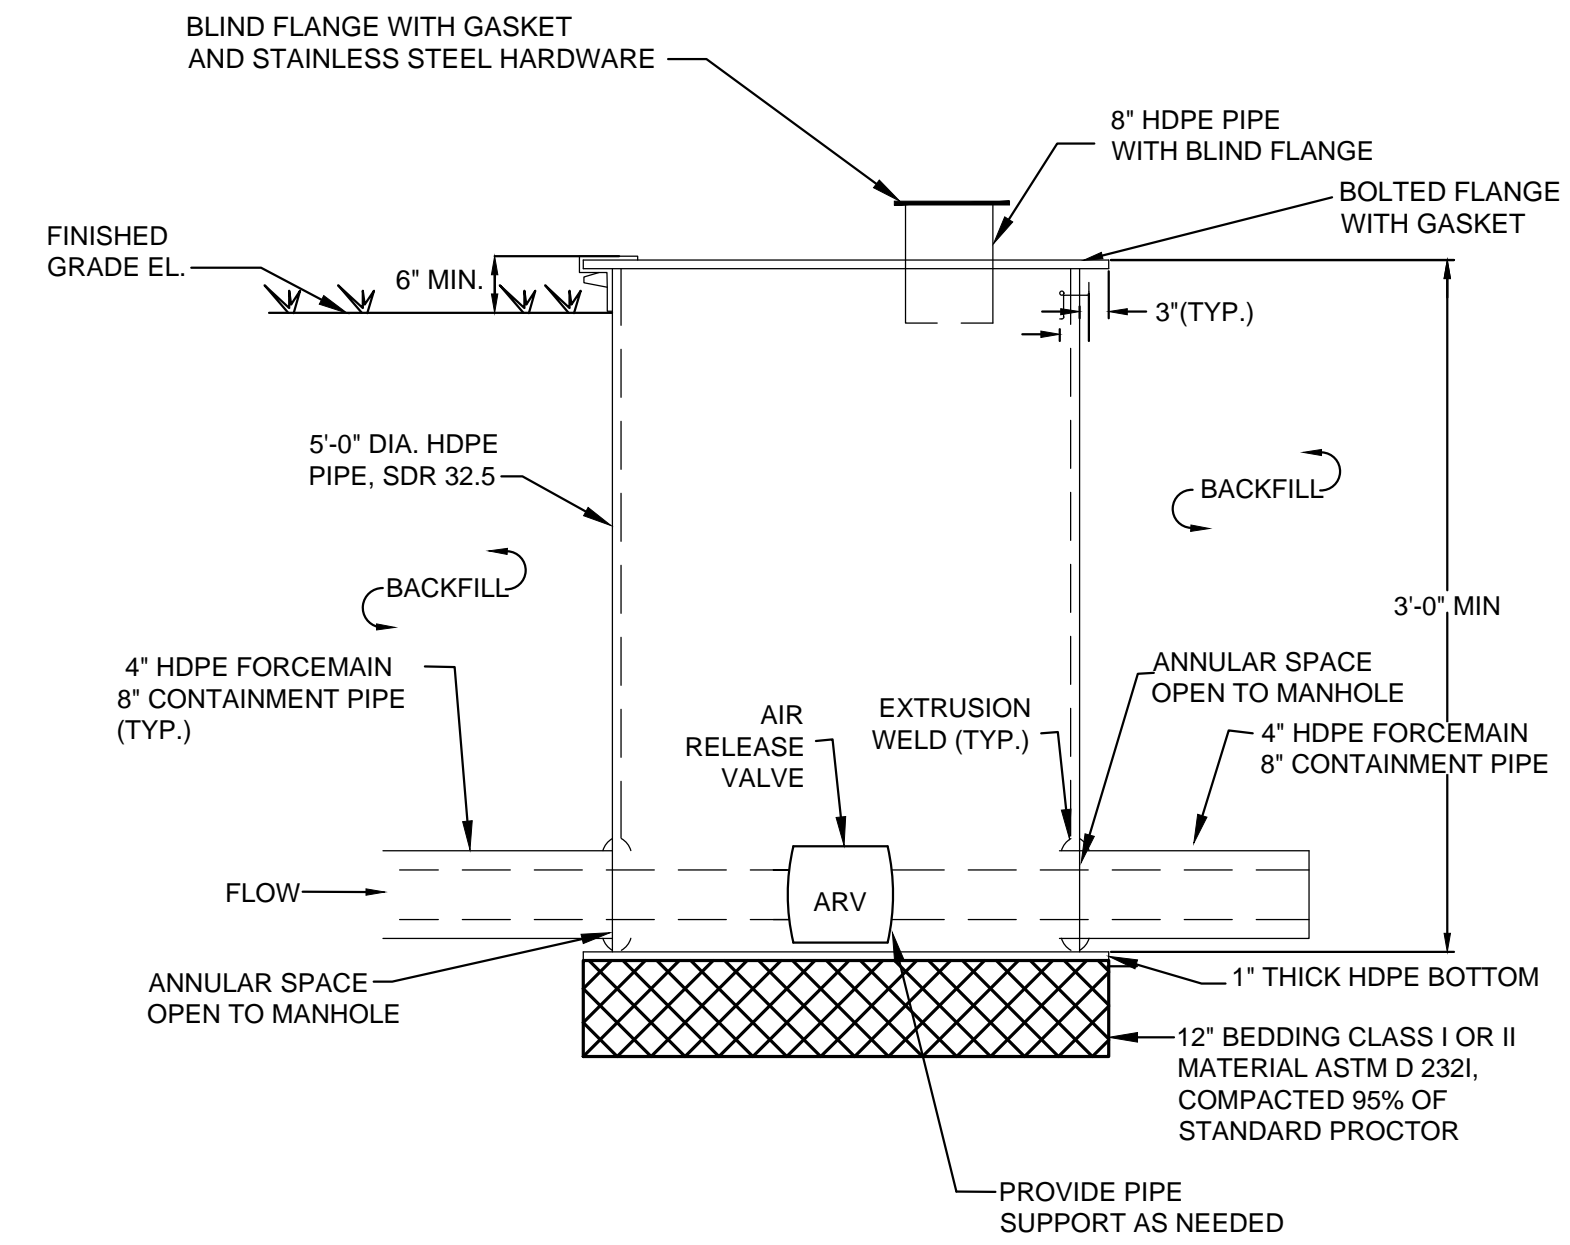 BLIND FLANGE WITH GASKET
AND STAINLESS STEEL HARDWARE
8" HDPE PIPE
WITH BLIND FLANGE
BOLTED FLANGE
WITH GASKET
FINISHED
GRADE EL.
6" MIN.
3"(TYP.)
5'-0" DIA. HDPE
PIPE, SDR 32.5
BACKFILL
BACKFILL
3'-0" MIN
4" HDPE FORCEMAIN
8" CONTAINMENT PIPE
(TYP.)
AIR
RELEASE
VALVE
EXTRUSION
WELD (TYP.)
ANNULAR SPACE
OPEN TO MANHOLE
4" HDPE FORCEMAIN
8" CONTAINMENT PIPE
FLOW
ARV
ANNULAR SPACE
OPEN TO MANHOLE
1" THICK HDPE BOTTOM
12" BEDDING CLASS I OR II
MATERIAL ASTM D 232I,
COMPACTED 95% OF
STANDARD PROCTOR
PROVIDE PIPE
SUPPORT AS NEEDED